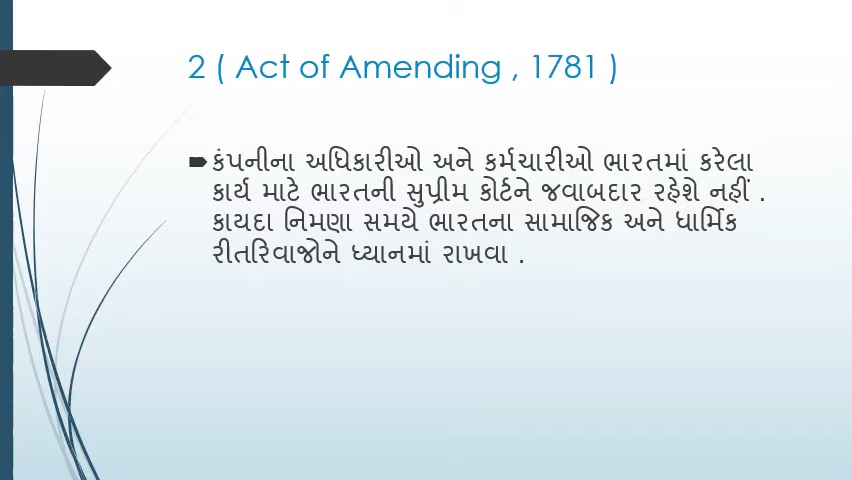 2 ( Act of Amending , 1781 )
કંપનીના અધિકારીઓ અને કર્મચારીઓ ભારતમાં કરેલા
કાર્ય માટે ભારતની સુપ્રીમ કોર્ટને જવાબદાર રહેશે નહીં .
કાયદા નિમણા સમયે ભારતના સામાજિક અને ધાર્મિક
રીતરિવાજોને ધ્યાનમાં રાખવા .